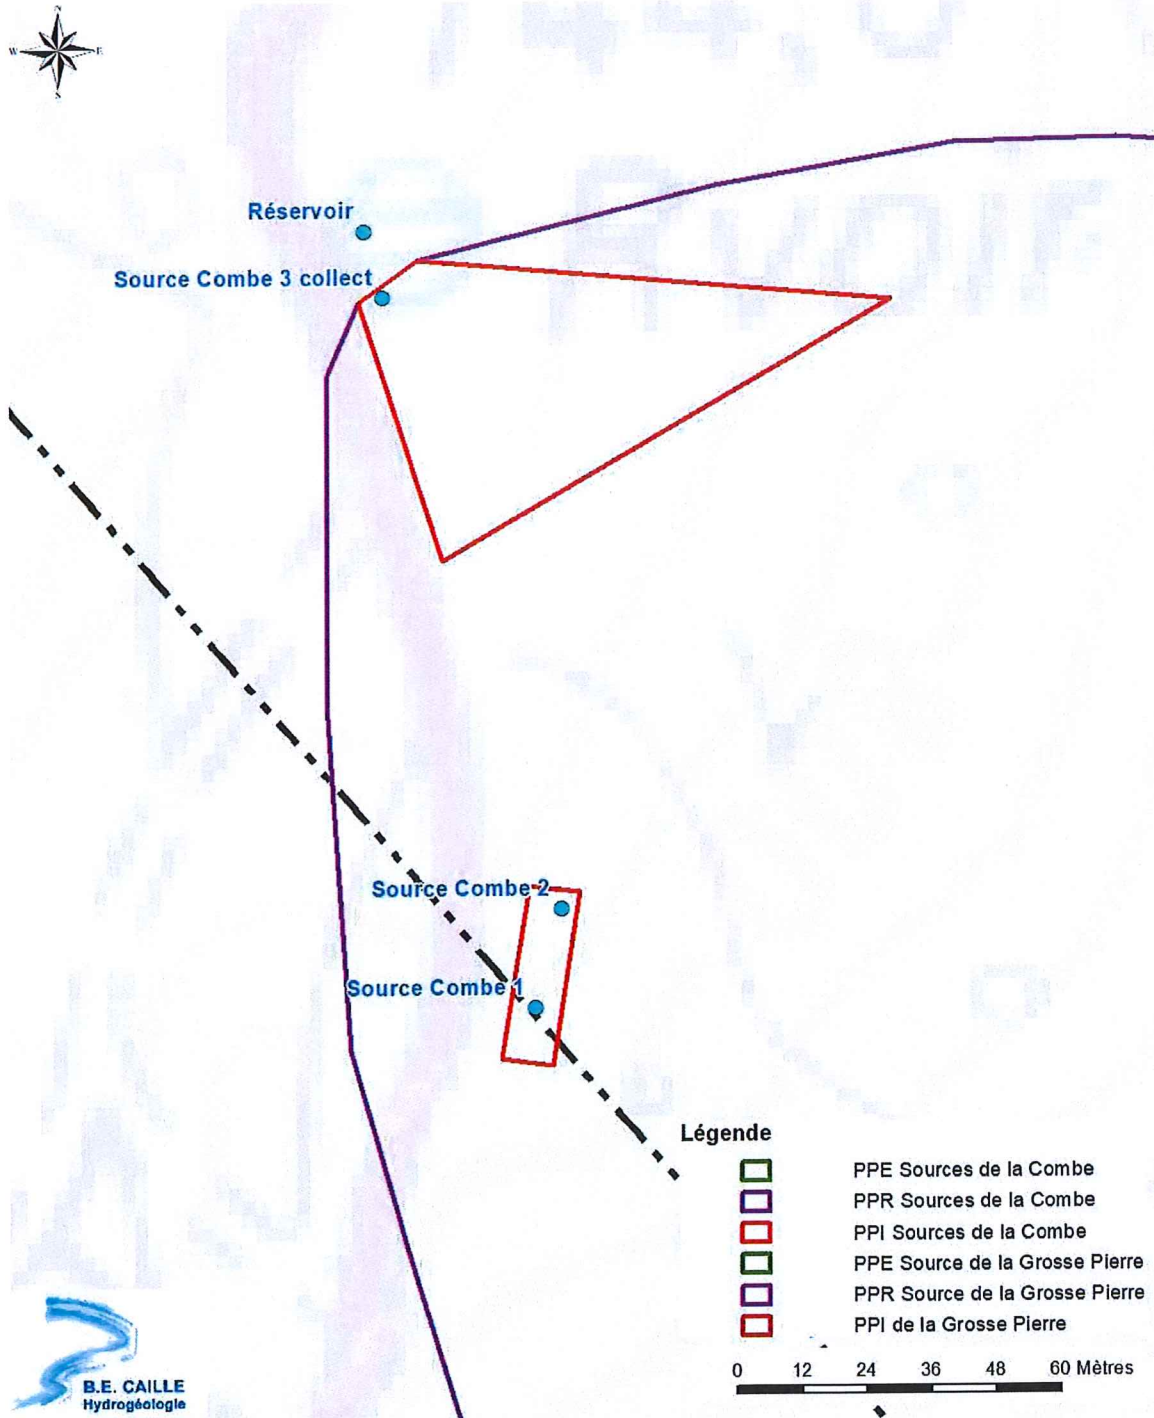 N
W E
S
Réservoir
Source Combe 3 collect
Source Combe 2
Source Combe 1
Légende
PPE Sources de la Combe
PPR Sources de la Combe
PPI Sources de la Combe
PPE Source de la Grosse Pierre
PPR Source de la Grosse Pierre
PPI de la Grosse Pierre
0 12 24 36 48 60 Mètres
B.E. CAILLE
Hydrogéologie